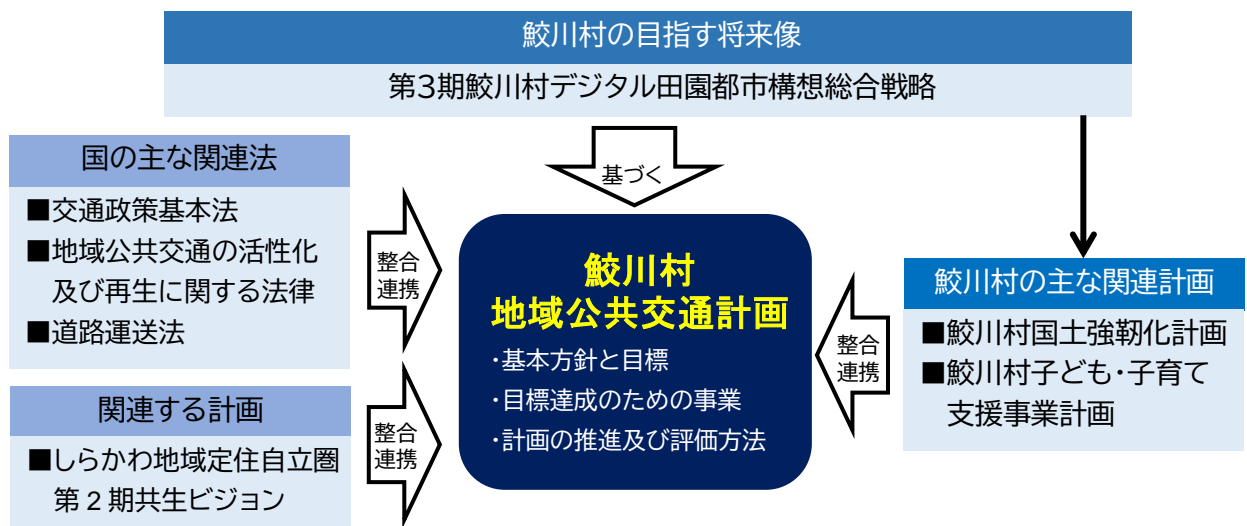 鮫川村の目指す将来像
第3期鮫川村デジタル田園都市構想総合戦略
基づく
国の主な関連法
■交通政策基本法
■地域公共交通の活性化
及び再生に関する法律
■道路運送法
整合
連携
関連する計画
■しらかわ地域定住自立圏
第2期共生ビジョン
整合
連携
鮫川村
地域公共交通計画
・基本方針と目標
・目標達成のための事業
・計画の推進及び評価方法
整合
連携
鮫川村の主な関連計画
■鮫川村国土強靭化計画
■鮫川村子ども・子育て
支援事業計画